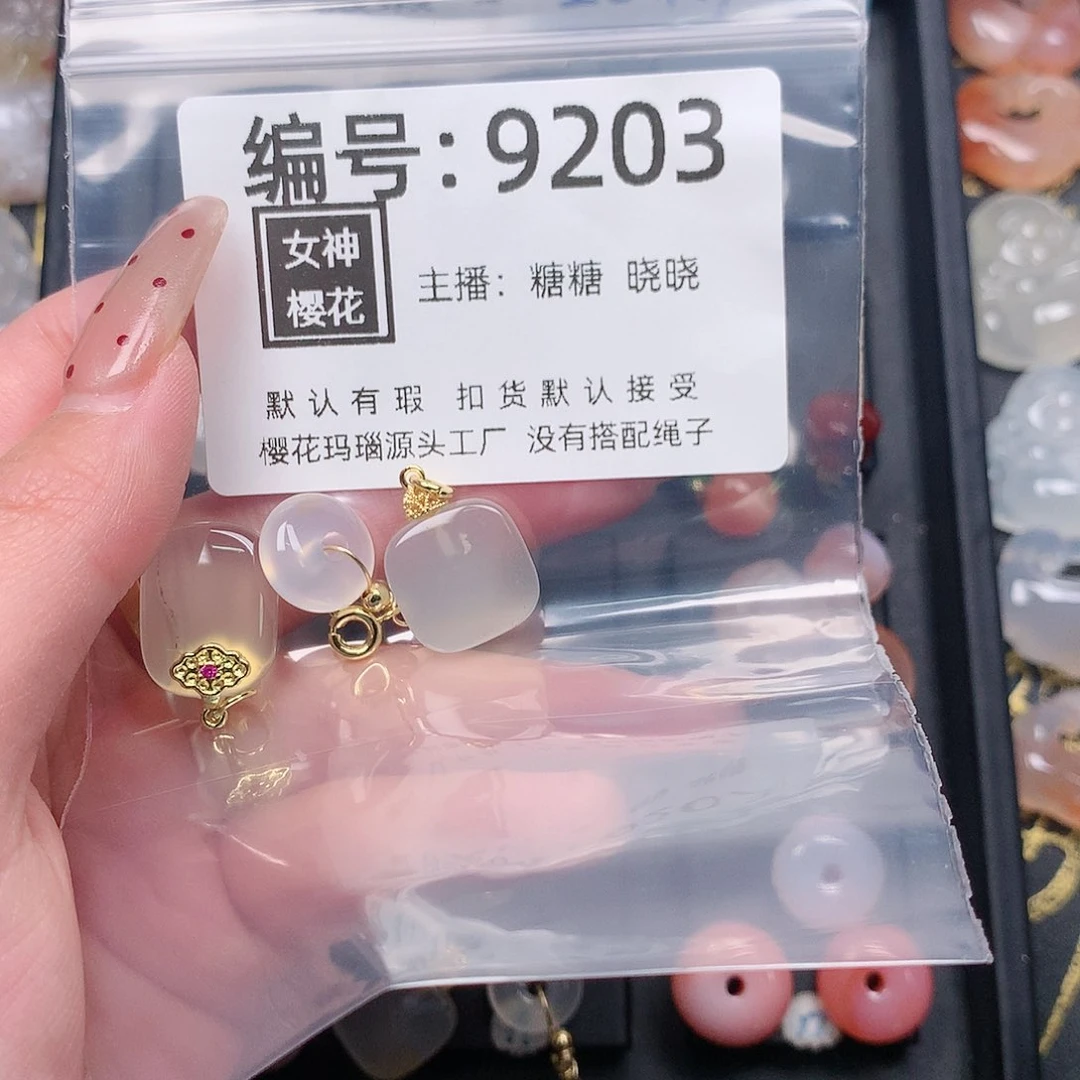 编号:9203
女神
樱花
主播: 糖糖 晓晓
默认有瑕 扣货默认接受
樱花玛瑙源头工厂 没有搭配绳子